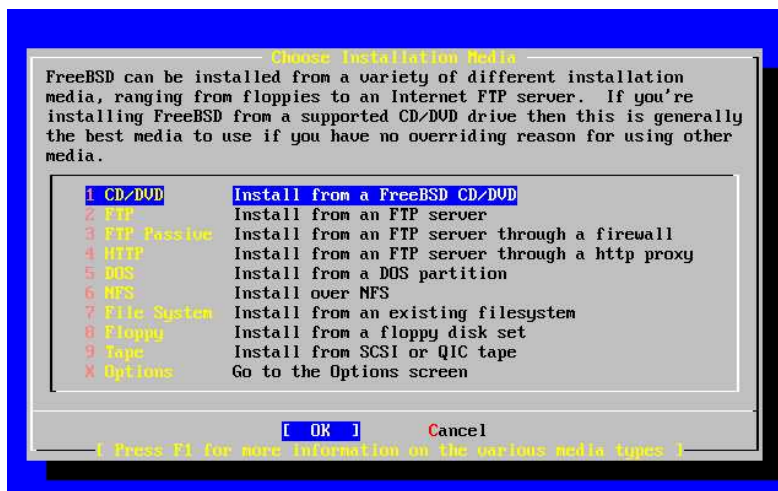 Choose Installation Media
FreeBSD can be installed from a variety of different installation
media, ranging from floppies to an Internet FTP server.  If you're
installing FreeBSD from a supported CD/DVD drive then this is generally
the best media to use if you have no overriding reason for using other
media.
1 CD/DVD Install from a FreeBSD CD/DVD
2 FTP Install from an FTP server
3 FTP Passive Install from an FTP server through a firewall
4 HTTP Install from an FTP server through a http proxy
5 DOS Install from a DOS partition
6 NFS Install over NFS
7 File System Install from an existing filesystem
8 Floppy Install from a floppy disk set
9 Tape Install from SCSI or QIC tape
X Options Go to the Options screen
[ OK ] Cancel
[ Press F1 for more Information on the various media types ]